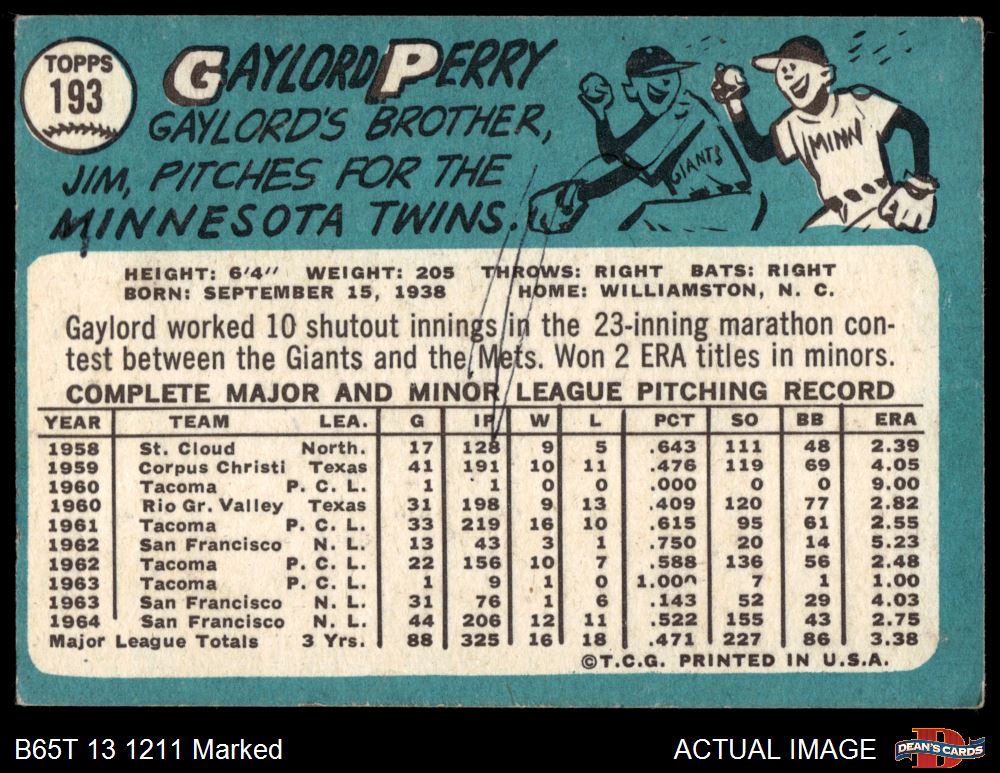 TOPPS
193
GAYLORD PERRY
GAYLORD'S BROTHER,
JIM, PITCHES FOR THE
MINNESOTA TWINS.
GIANTS
MINN
HEIGHT: 6'4" WEIGHT: 205 THROWS: RIGHT BATS: RIGHT
BORN: SEPTEMBER 15, 1938 HOME: WILLIAMSTON, N. C.
Gaylord worked 10 shutout innings in the 23-inning marathon con-
test between the Giants and the Mets. Won 2 ERA titles in minors.
COMPLETE MAJOR AND MINOR LEAGUE PITCHING RECORD
YEAR TEAM LEA. G IP W L PCT SO BB ERA
1958 St. Cloud North. 17 128 9 5 .643 111 48 2.39
1959 Corpus Christi Texas 41 191 10 11 .476 119 69 4.05
1960 Tacoma P. C. L. 1 1 0 0 .000 0 0 9.00
1960 Rio Gr. Valley Texas 31 198 9 13 .409 120 77 2.82
1961 Tacoma P. C. L. 33 219 16 10 .615 95 61 2.55
1962 San Francisco N. L. 13 43 3 1 .750 20 14 5.23
1962 Tacoma P. C. L. 22 156 10 7 .588 136 56 2.48
1963 Tacoma P. C. L. 1 9 1 0 1.000 7 1 1.00
1963 San Francisco N. L. 31 76 1 6 .143 52 29 4.03
1964 San Francisco N. L. 44 206 12 11 .522 155 43 2.75
Major League Totals 3 Yrs. 88 325 16 18 .471 227 86 3.38
©T.C.G. PRINTED IN U.S.A.
B65T 13 1211 Marked
ACTUAL IMAGE
DEAN'S CARDS